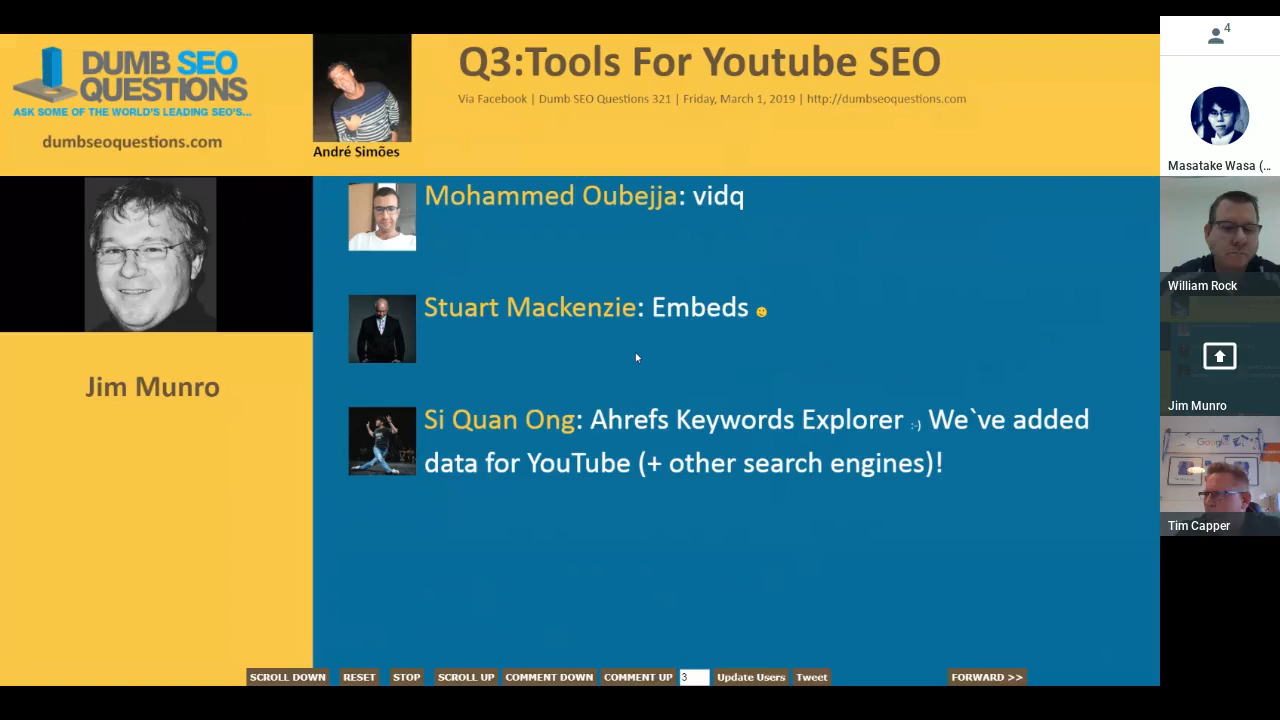 DUMB SEO
QUESTIONS
ASK SOME OF THE WORLD'S LEADING SEO'S...
dumbseoquestions.com
André Simões
Q3:Tools For Youtube SEO
Via Facebook | Dumb SEO Questions 321 | Friday, March 1, 2019 | http://dumbseoquestions.com
Jim Munro
Mohammed Oubejja: vidq
Stuart Mackenzie: Embeds
Si Quan Ong: Ahrefs Keywords Explorer :-) We`ve added
data for YouTube (+ other search engines)!
SCROLL DOWN RESET STOP SCROLL UP COMMENT DOWN COMMENT UP 3 Update Users Tweet FORWARD >>
4
Masatake Wasa (...
William Rock
Jim Munro
Google
Tim Capper